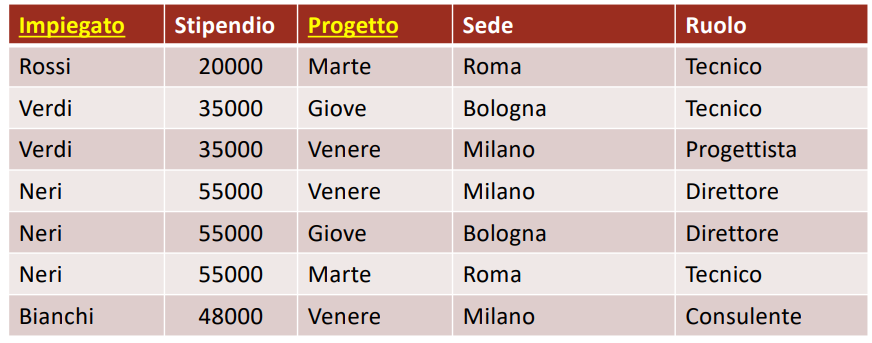 Impiegato Stipendio Progetto Sede Ruolo
Rossi 20000 Marte Roma Tecnico
Verdi 35000 Giove Bologna Tecnico
Verdi 35000 Venere Milano Progettista
Neri 55000 Venere Milano Direttore
Neri 55000 Giove Bologna Direttore
Neri 55000 Marte Roma Tecnico
Bianchi 48000 Venere Milano Consulente